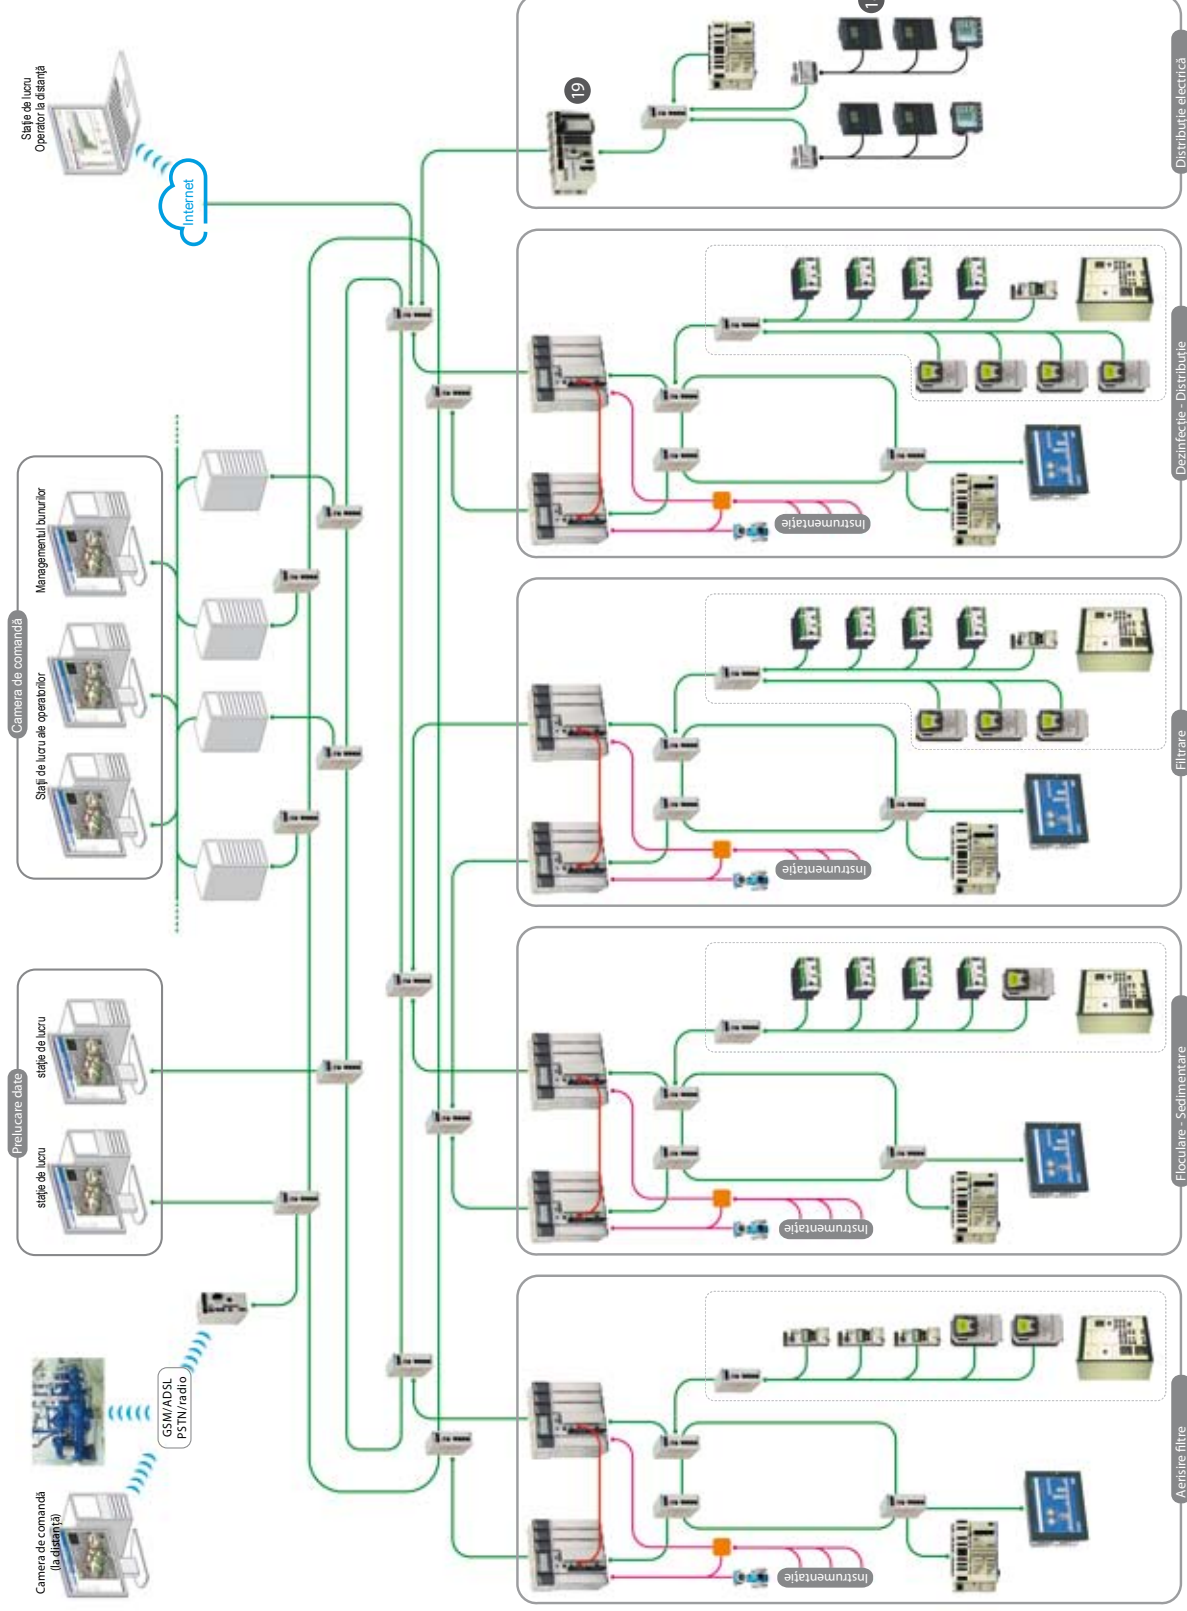 Camera de comandă
(la distanță)
GSM/ADSL
PSTN/radio
Prelucare date
stație de lucru
stație de lucru
Camera de comandă
Stații de lucru ale operatorilor
Managementul bunurilor
Stație de lucru
Operator la distanță
Internet
Instrumentație
Aerisire filtre
Instrumentație
Floculare - Sedimentare
Instrumentație
Filtrare
Instrumentație
Dezinfecție - Distribuție
19
Distributie electrică